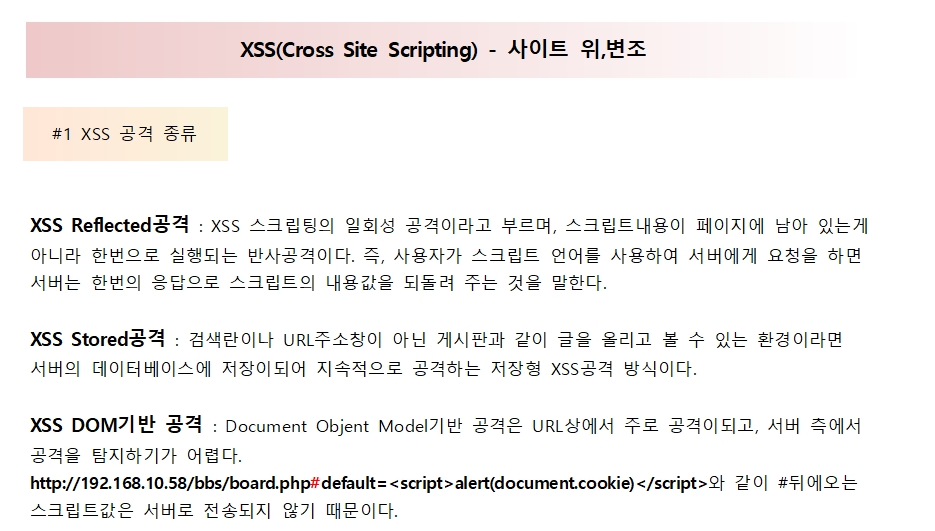 XSS(Cross Site Scripting) - 사이트 위,변조
#1 XSS 공격 종류
XSS Reflected공격 : XSS 스크립팅의 일회성 공격이라고 부르며, 스크립트내용이 페이지에 남아 있는게
아니라 한번으로 실행되는 반사공격이다. 즉, 사용자가 스크립트 언어를 사용하여 서버에게 요청을 하면
서버는 한번의 응답으로 스크립트의 내용값을 되돌려 주는 것을 말한다.
XSS Stored공격 : 검색란이나 URL주소창이 아닌 게시판과 같이 글을 올리고 볼 수 있는 환경이라면
서버의 데이터베이스에 저장이되어 지속적으로 공격하는 저장형 XSS공격 방식이다.
XSS DOM기반 공격 : Document Objent Model기반 공격은 URL상에서 주로 공격이되고, 서버 측에서
공격을 탐지하기가 어렵다.
http://192.168.10.58/bbs/board.php#default=<script>alert(document.cookie)</script>와 같이 #뒤에오는
스크립트값은 서버로 전송되지 않기 때문이다.